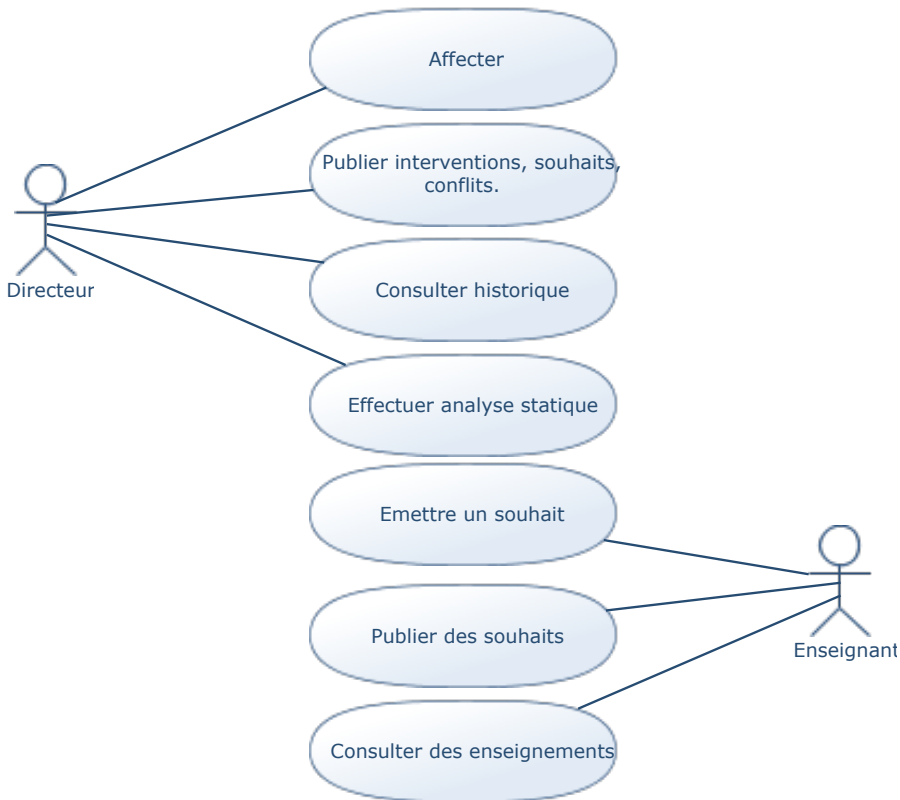 Affecter
Publier interventions, souhaits,
conflits.
Directeur
Consulter historique
Effectuer analyse statique
Emettre un souhait
Publier des souhaits
Enseignant
Consulter des enseignements